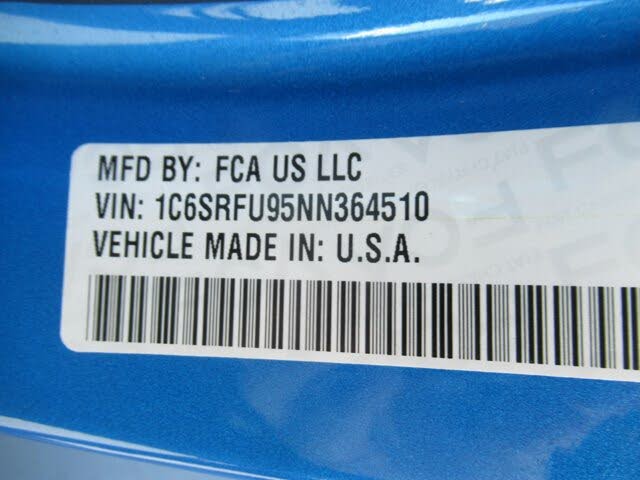 MFD BY: FCA US LLC
VIN: 1C6SRFU95NN364510
VEHICLE MADE IN: U.S.A.